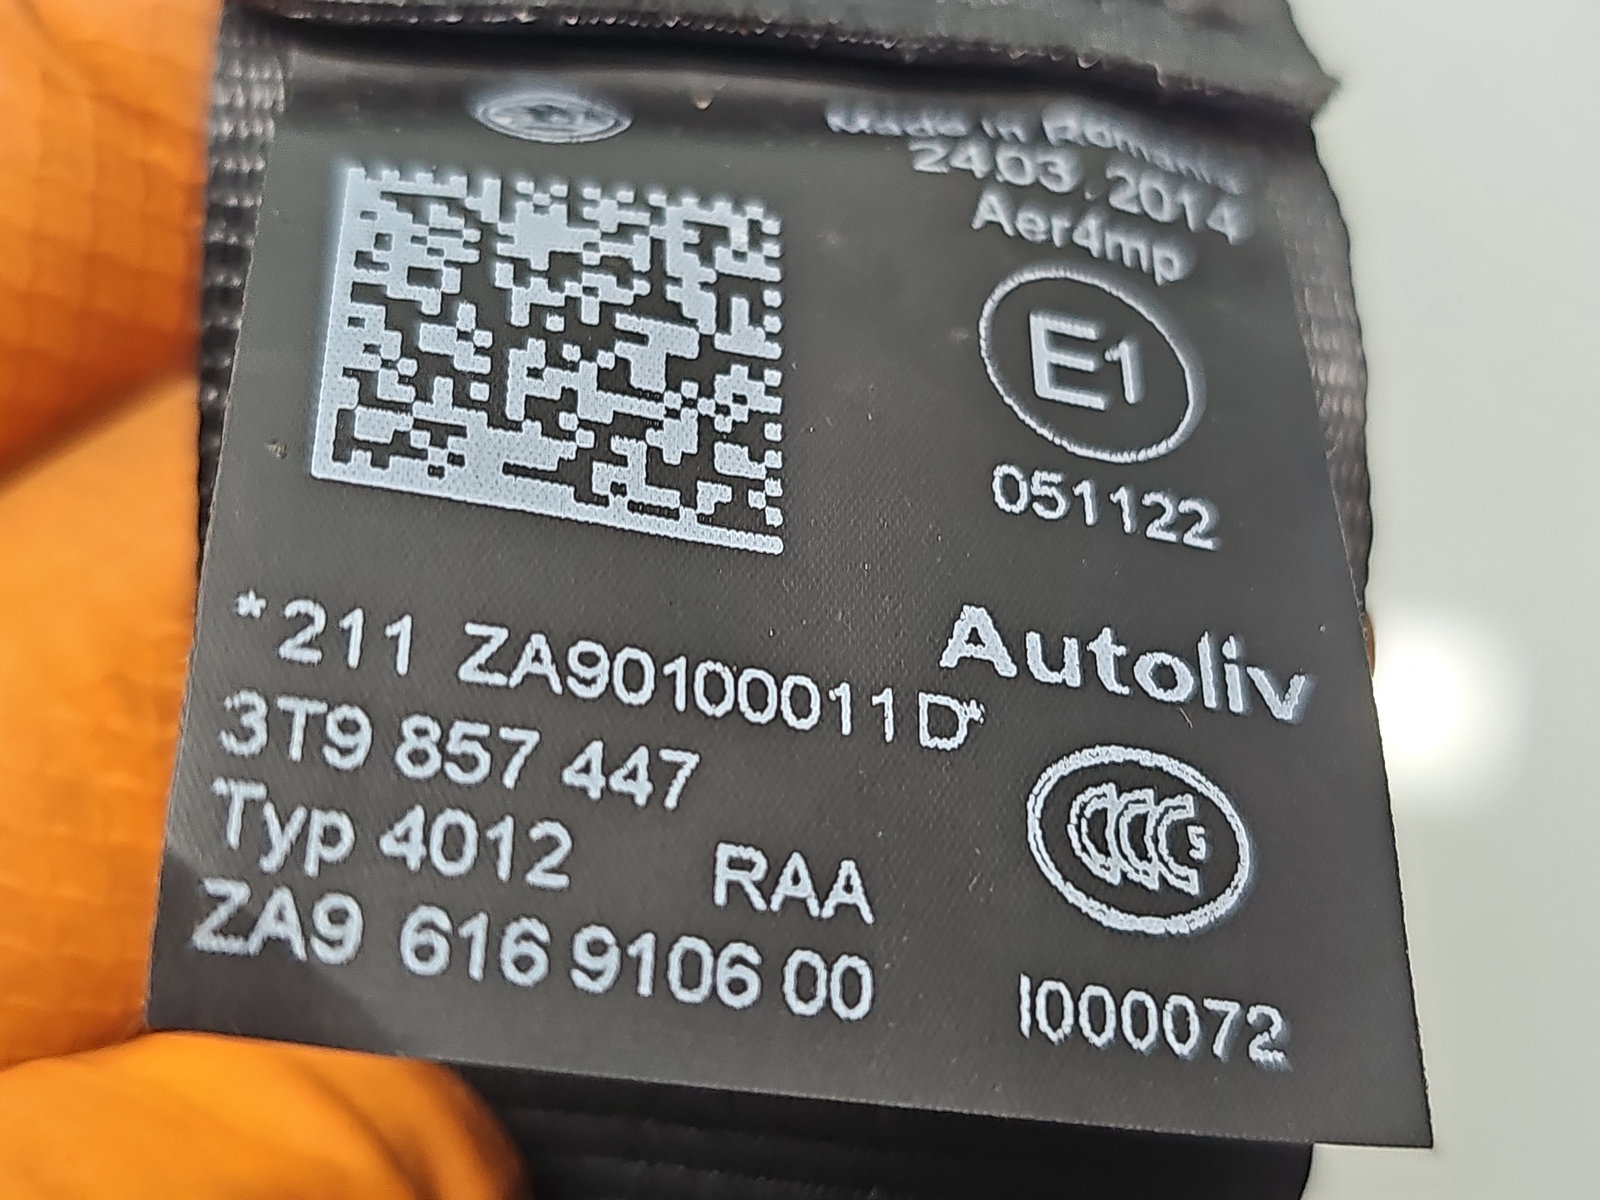 Made in Romania
24.03.2014
Aer4mp
E1
051122
*211 ZA90100011D*
Autoliv
3T9 857 447
Typ 4012 RAA
CCC S
ZA9 616 9106 00
I000072